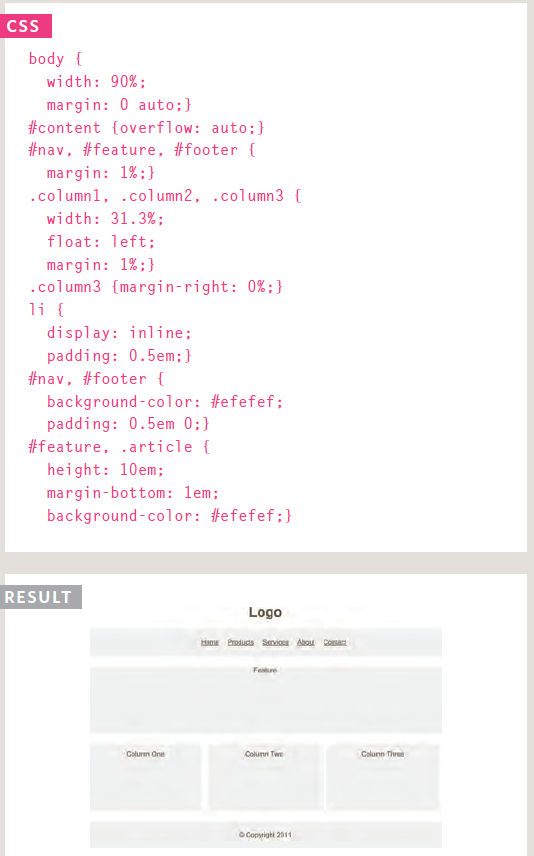 CSS
body {
width: 90%;
margin: 0 auto;}
#content {overflow: auto;}
#nav, #feature, #footer {
margin: 1%;}
.column1, .column2, .column3 {
width: 31.3%;
float: left;
margin: 1%;}
.column3 {margin-right: 0%;}
li {
display: inline;
padding: 0.5em;}
#nav, #footer {
background-color: #efefef;
padding: 0.5em 0;}
#feature, .article {
height: 10em;
margin-bottom: 1em;
background-color: #efefef;}
RESULT
Logo
Home Products Services About Contact
Feature
Column One Column Two Column Three
© Copyright 2011